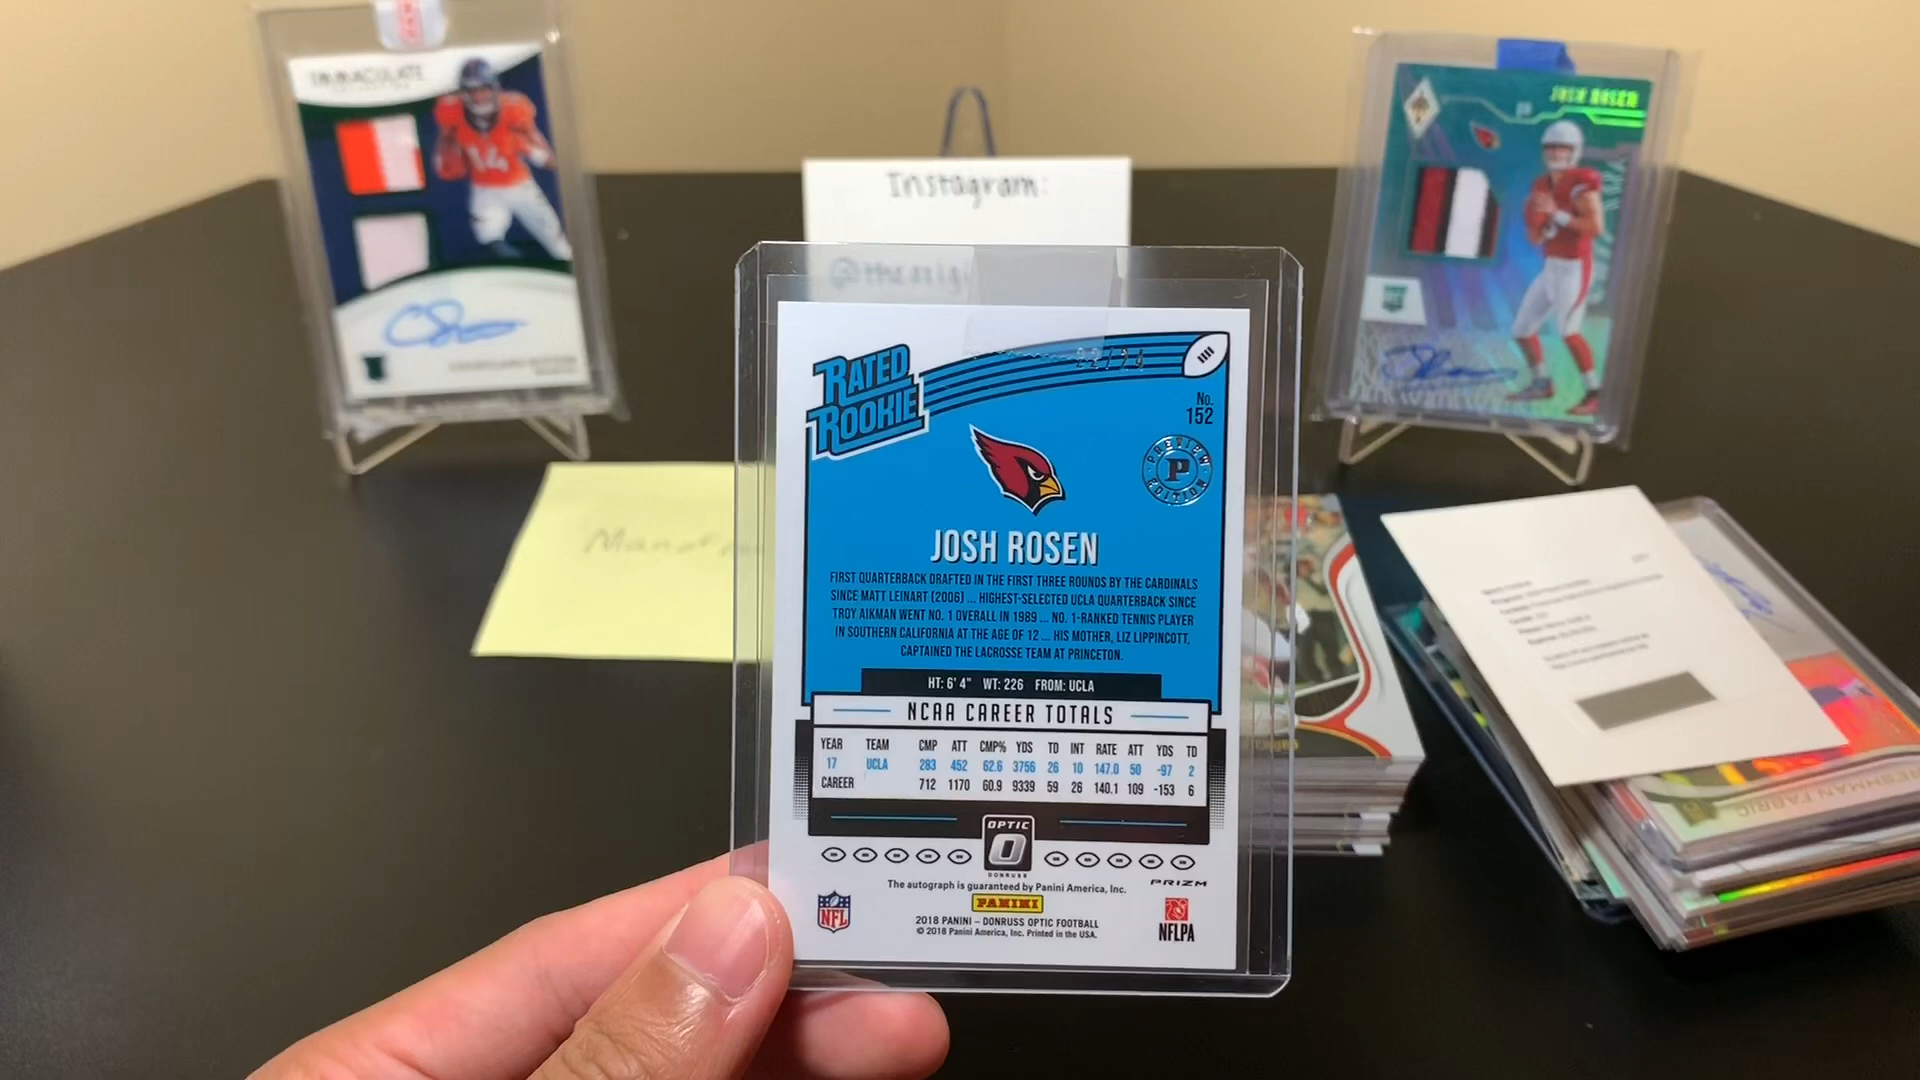 IMMACULATE
14
JOSH ROSEN
Instagram:
@theorigi
22/24
RATED
ROOKIE
No.
152
PREVIEW
P
EDITION
JOSH ROSEN
FIRST QUARTERBACK DRAFTED IN THE FIRST THREE ROUNDS BY THE CARDINALS
SINCE MATT LEINART (2006) ... HIGHEST-SELECTED UCLA QUARTERBACK SINCE
TROY AIKMAN WENT NO. 1 OVERALL IN 1989 ... NO. 1-RANKED TENNIS PLAYER
IN SOUTHERN CALIFORNIA AT THE AGE OF 12 ... HIS MOTHER, LIZ LIPPINCOTT,
CAPTAINED THE LACROSSE TEAM AT PRINCETON.
HT: 6' 4" WT: 226 FROM: UCLA
NCAA CAREER TOTALS
YEAR TEAM CMP ATT CMP% YDS TD INT RATE ATT YDS TD
17 UCLA 283 452 62.6 3756 26 10 147.0 50 -97 2
CAREER 712 1170 60.9 9339 59 26 140.1 109 -153 6
OPTIC
DONRUSS
The autograph is guaranteed by Panini America, Inc.
PRIZM
PANINI
NFL
2018 PANINI – DONRUSS OPTIC FOOTBALL
© 2018 Panini America, Inc. Printed in the USA.
NFLPA
FRESHMAN FABRIC